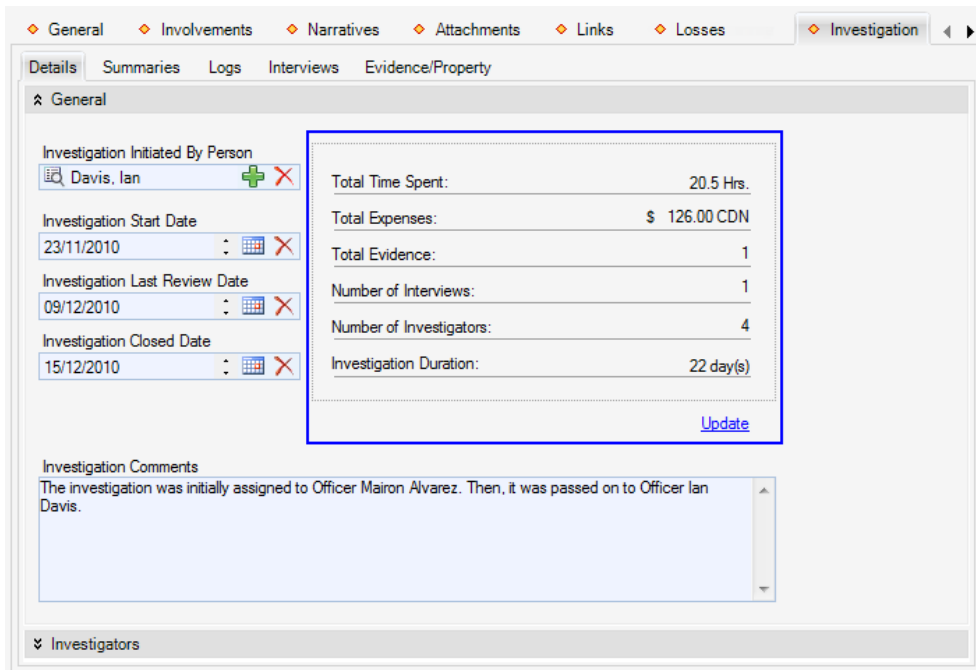 General Involvements Narratives Attachments Links Losses Investigation
Details Summaries Logs Interviews Evidence/Property
General
Investigation Initiated By Person
Davis, Ian
Investigation Start Date
23/11/2010
Investigation Last Review Date
09/12/2010
Investigation Closed Date
15/12/2010
Total Time Spent: 20.5 Hrs.
Total Expenses: $ 126.00 CDN
Total Evidence: 1
Number of Interviews: 1
Number of Investigators: 4
Investigation Duration: 22 day(s)
Update
Investigation Comments
The investigation was initially assigned to Officer Mairon Alvarez. Then, it was passed on to Officer Ian
Davis.
Investigators